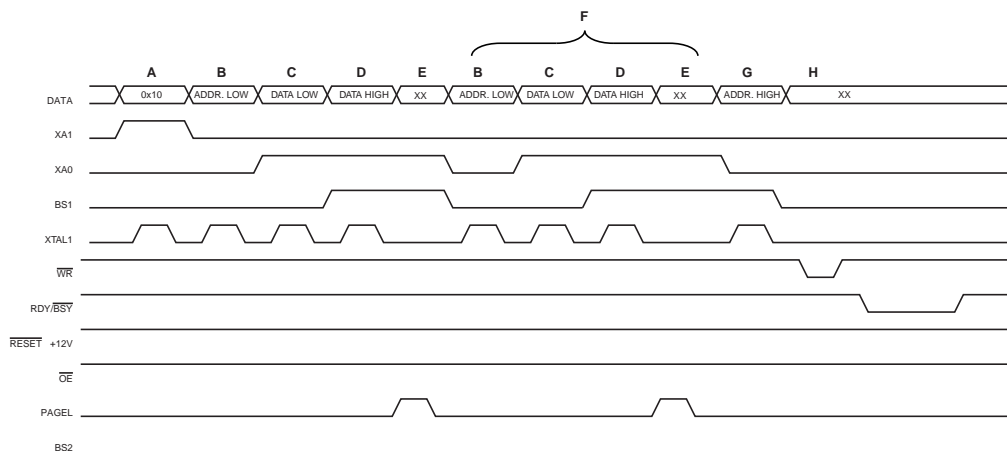 F
A B C D E B C D E G H
DATA 0x10 ADDR. LOW DATA LOW DATA HIGH XX ADDR. LOW DATA LOW DATA HIGH XX ADDR. HIGH XX
XA1
XA0
BS1
XTAL1
WR
RDY/BSY
RESET +12V
OE
PAGEL
BS2